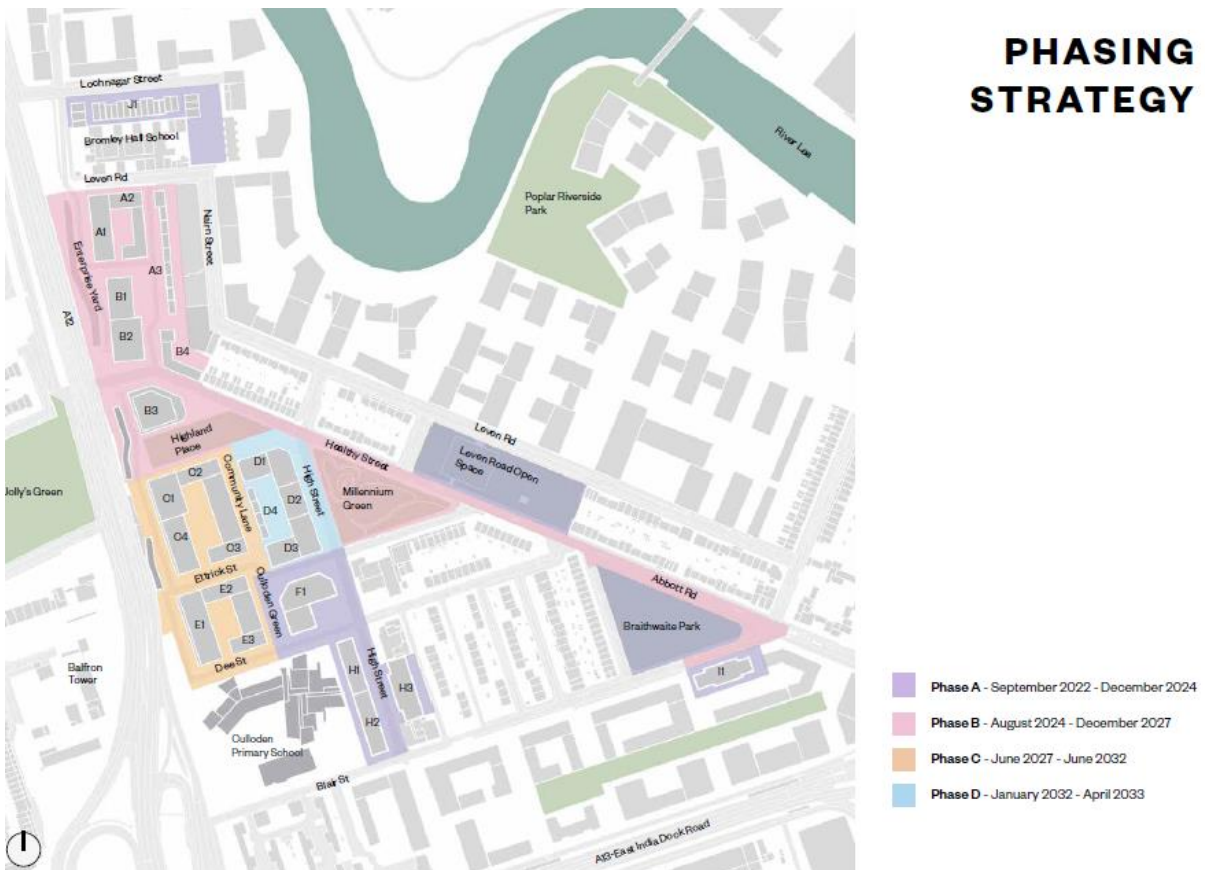 PHASING
STRATEGY
Lochnagar Street
J1
Bromley Hall School
Leven Rd
River Lea
Poplar Riverside
Park
A2
A1
Nairn Street
Enterprise Yard
A3
B1
A12
B2
B4
B3
Highland
Place
Healthy Street
Leven Rd
Leven Road Open
Space
Jolly's Green
C2
Community Lane
D1
High Street
C1
D2
Millennium
Green
D4
C4
C3
D3
Ettrick St
Culloden Green
E2
F1
E1
E3
Abbott Rd
Braithwaite Park
Dee St
Balfron
Tower
H1
High Street
H3
I1
H2
Culloden
Primary School
Blair St
A13-East India Dock Road
Phase A - September 2022 - December 2024
Phase B - August 2024 - December 2027
Phase C - June 2027 - June 2032
Phase D - January 2032 - April 2033